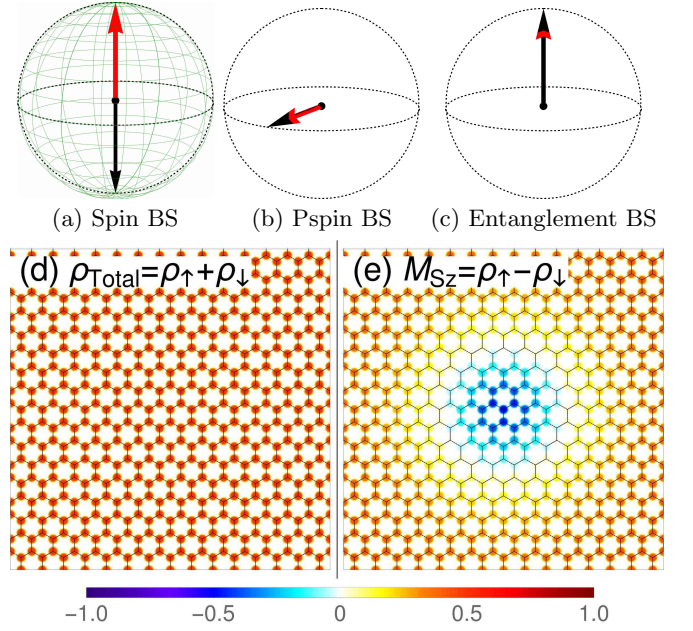 (a) Spin BS
(b) Pspin BS
(c) Entanglement BS
(d) ρTotal=ρ↑+ρ↓
(e) MSz=ρ↑−ρ↓
−1.0 −0.5 0 0.5 1.0